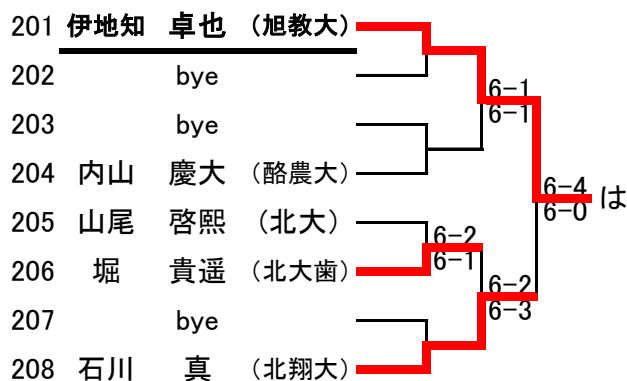 201 伊地知 卓也 (旭教大)
202 bye
6-1
6-1
203 bye
204 内山 慶大 (酪農大)
6-4
6-0
は
205 山尾 啓熙 (北大)
6-2
6-1
206 堀 貴遥 (北大歯)
6-2
6-3
207 bye
208 石川 真 (北翔大)